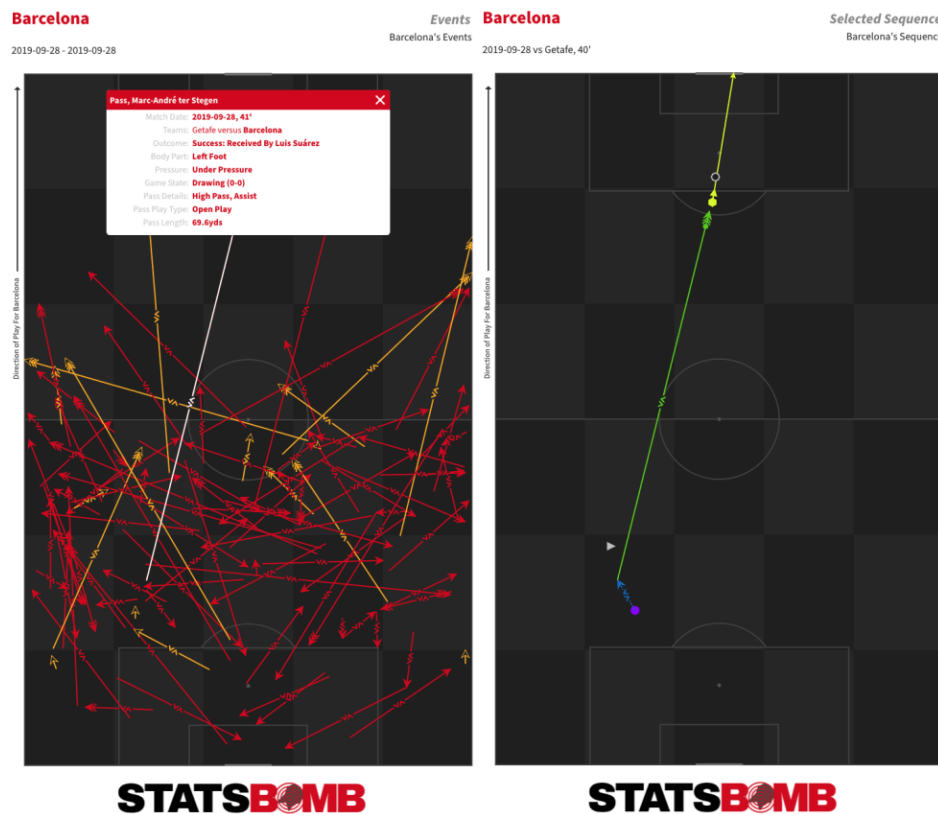 Barcelona
Events
Barcelona's Events
2019-09-28 - 2019-09-28
Direction of Play For Barcelona
Pass, Marc-André ter Stegen
Match Date: 2019-09-28, 41'
Teams: Getafe versus Barcelona
Outcome: Success: Received By Luis Suárez
Body Part: Left Foot
Pressure: Under Pressure
Game State: Drawing (0-0)
Pass Details: High Pass, Assist
Pass Play Type: Open Play
Pass Length: 69.6yds
STATSBOMB
Barcelona
Selected Sequence
Barcelona's Sequenc
2019-09-28 vs Getafe, 40'
Direction of Play For Barcelona
STATSBOMB